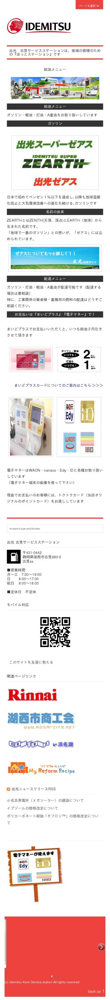 ページを選択
IDEMITSU
出光　古見サービスステーションは、地域の皆様のため
の『ほっとステーション』です
給油メニュー
給油メニュー
ガソリン・軽油・灯油・A重油をお取り扱いしています
ガソリン
出光スーパーゼアス
IDEMITSU SUPER
ZEARTH
出光ゼアス
日本で初めてベンゼン１％以下を達成し､以降も地球温暖
化防止と大気環境改善への進化を続ける､ガソリンです
名前の由来
ZEARTHとはZENITH(天頂、頂点)とEARTH（地球）から
生まれた名前です。
「地球で一番のガソリン」との想いが、「ゼアス」には込
められています。
ゼアスについてもっと詳しく！！
出光公式サイト
Crick
配達メニュー
ガソリン・灯油・軽油・A重油が配達可能です（配達する
場合は要相談）
特に、工事関係の業者様・重機用の燃料の配達はどうぞご
相談ください。
お支払いは『まいどプラス』『電子マネー』で！
まいどプラスでお支払いいただくと、いつも給油２円引き
させて頂きます
mydo plus
ガソリン・軽油
いつでも！
2円/L
値引き
灯油も
いつでも！
1円/L
値引き
まいどプラスカードについてのご案内はこちら ＞＞＞
楽天
Edy
iD
WAON
nanaco
電子マネーはWAON・nanaco・Edy・IDと各種お取り扱い
しています
（電子マネー端末の画像を使って下さい）
現金でお支払いのお客様には、トクトクカード（当店オリ
ジナルのポイントカード）をお渡ししています
to search type and hit enter
出光 古見サービスステーション
〒431-0442
静岡県湖西市古見980-5
古見ss
■営業時間
月〜土　7:30〜19:00
日　　8:00〜17:00
祝日　8:00〜18:00
■定休日　不定休
モバイル対応
このサイトを友達に教える
関連ページリンク
Rinnai
湖西市商工会
WWW.KOSAI-CITY.NET
COMTOWN in 浜名湖
マイリフォームレシピ
My Reform Recipe
出光ニュースリリースRSS
小名浜発電所（メガソーラー）の建設について
イプゾールの価格改定について
ポリカーボネート樹脂「タフロン™」の価格改定につい
て
電子マネーが使えます
楽天
Edy
iD
WAON
nanaco
(c) Idemitsu Komi Service station All rights reserved
back up ↑